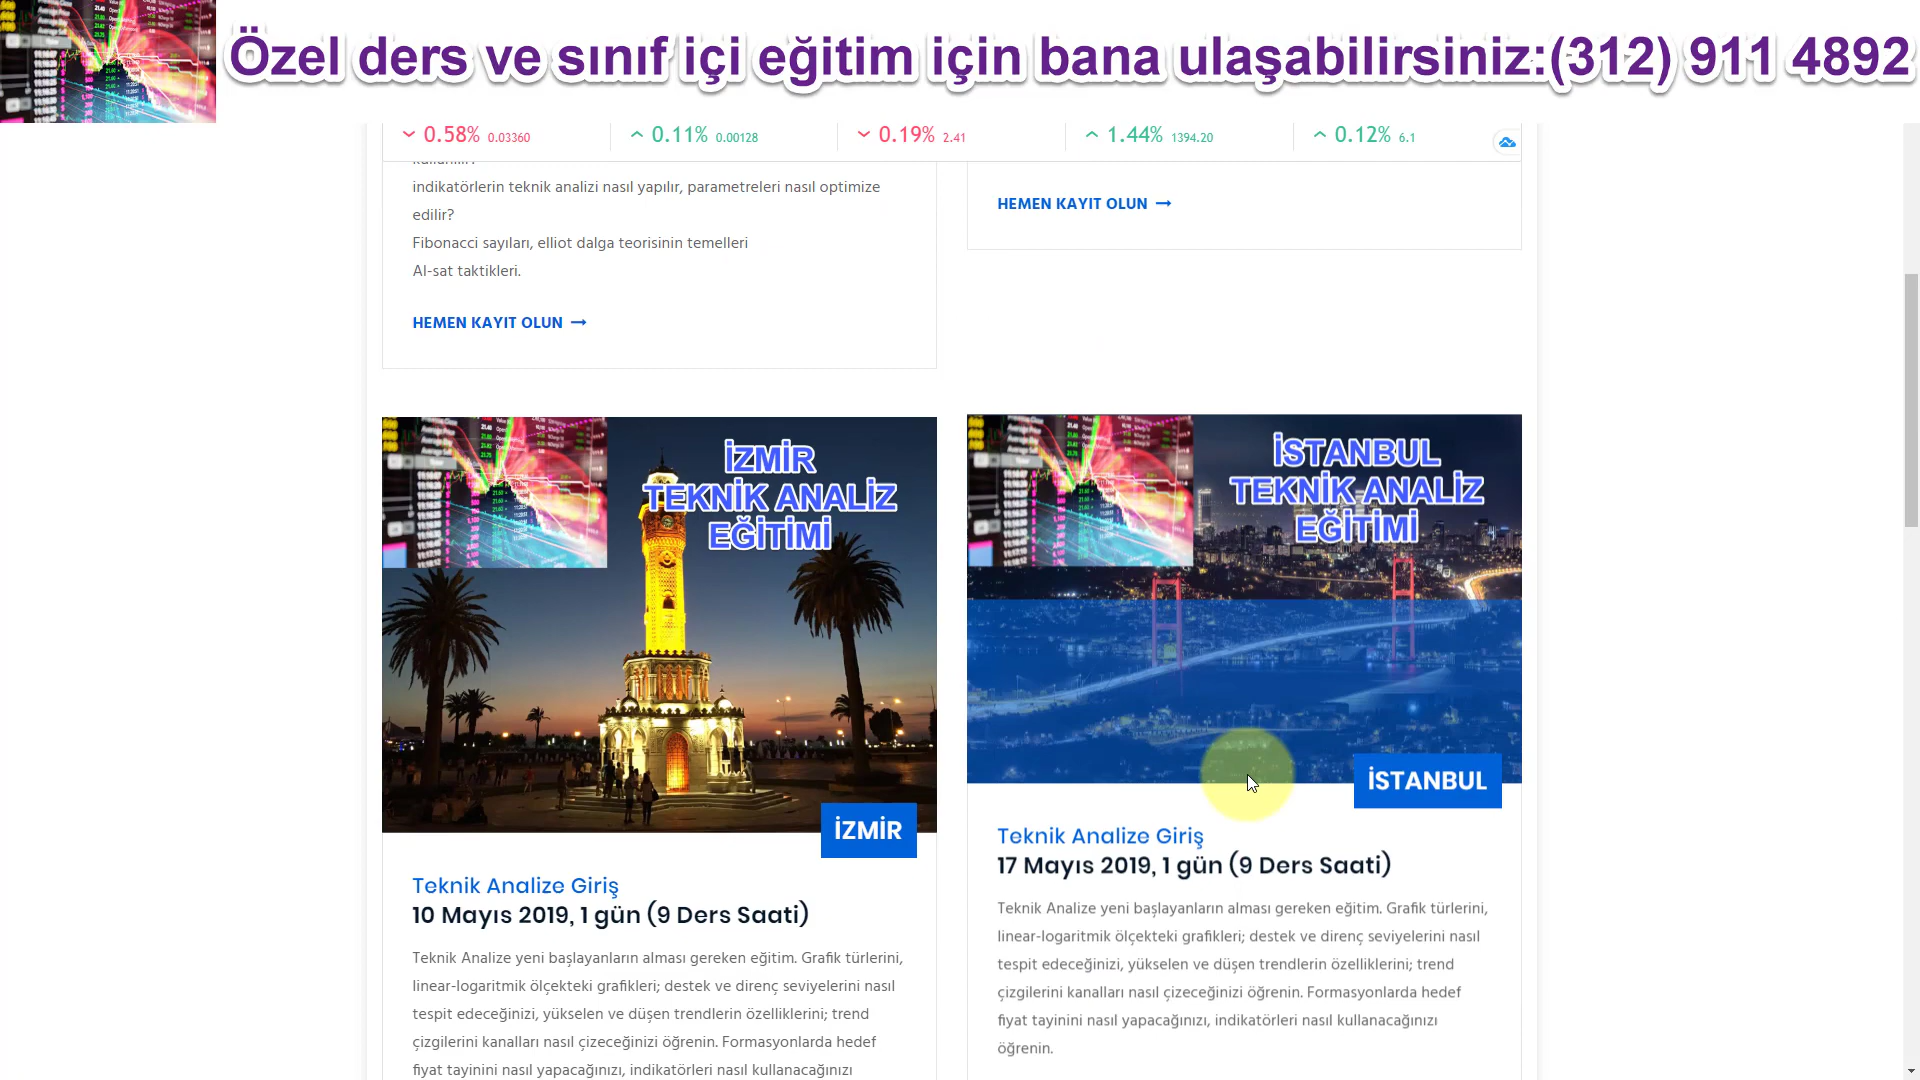 Özel ders ve sınıf içi eğitim için bana ulaşabilirsiniz:(312) 911 4892
0.58% 0.03360
0.11% 0.00128
0.19% 2.41
1.44% 1394.20
0.12% 6.1
indikatörlerin teknik analizi nasıl yapılır, parametreleri nasıl optimize
edilir?
Fibonacci sayıları, elliot dalga teorisinin temelleri
Al-sat taktikleri.
HEMEN KAYIT OLUN →
HEMEN KAYIT OLUN →
İZMİR
TEKNİK ANALİZ
EĞİTİMİ
İZMİR
Teknik Analize Giriş
10 Mayıs 2019, 1 gün (9 Ders Saati)
Teknik Analize yeni başlayanların alması gereken eğitim. Grafik türlerini,
linear-logaritmik ölçekteki grafikleri; destek ve direnç seviyelerini nasıl
tespit edeceğinizi, yükselen ve düşen trendlerin özelliklerini; trend
çizgilerini kanalları nasıl çizeceğinizi öğrenin. Formasyonlarda hedef
fiyat tayinini nasıl yapacağınızı, indikatörleri nasıl kullanacağınızı
İSTANBUL
TEKNİK ANALİZ
EĞİTİMİ
İSTANBUL
Teknik Analize Giriş
17 Mayıs 2019, 1 gün (9 Ders Saati)
Teknik Analize yeni başlayanların alması gereken eğitim. Grafik türlerini,
linear-logaritmik ölçekteki grafikleri; destek ve direnç seviyelerini nasıl
tespit edeceğinizi, yükselen ve düşen trendlerin özelliklerini; trend
çizgilerini kanalları nasıl çizeceğinizi öğrenin. Formasyonlarda hedef
fiyat tayinini nasıl yapacağınızı, indikatörleri nasıl kullanacağınızı
öğrenin.